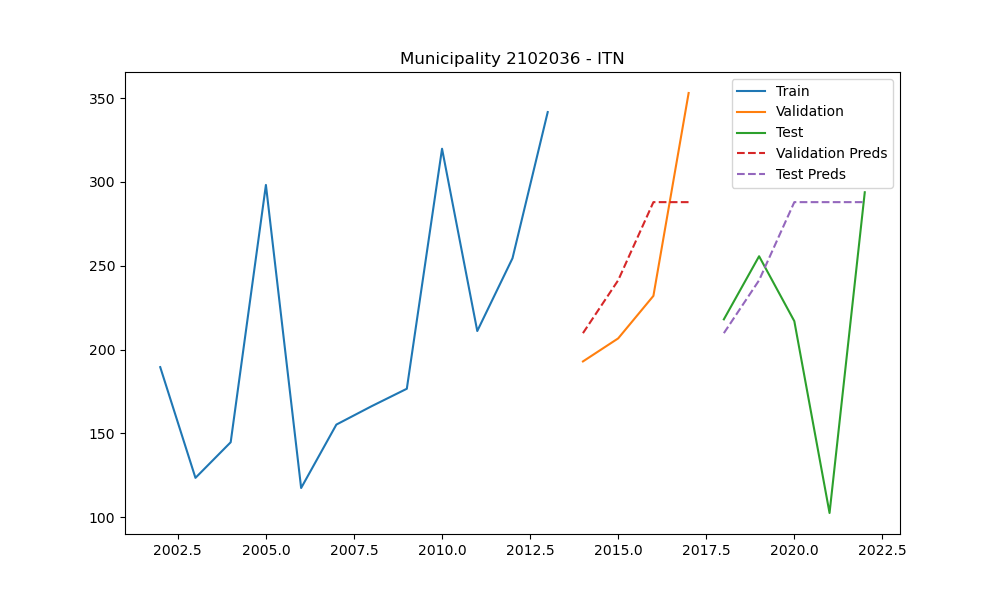 Municipality 2102036 - ITN
350
300
250
200
150
100
2002.5 2005.0 2007.5 2010.0 2012.5 2015.0 2017.5 2020.0 2022.5
Train
Validation
Test
Validation Preds
Test Preds